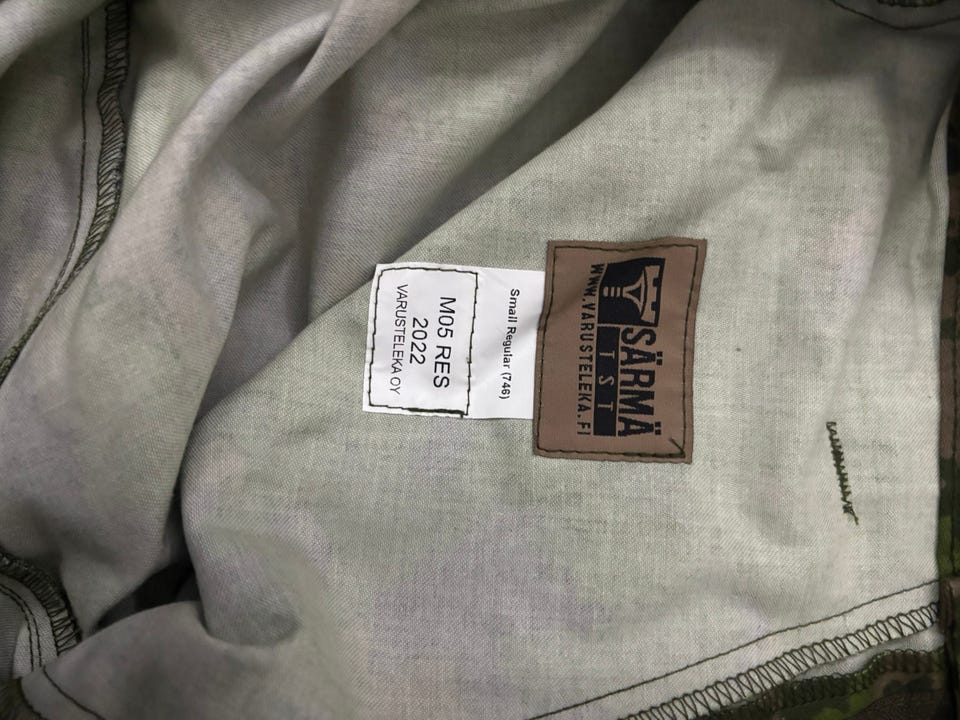 SÄRMÄ
TST
WWW.VARUSTELEKA.FI
Small Regular (746)
M05 RES
2022
VARUSTELEKA OY